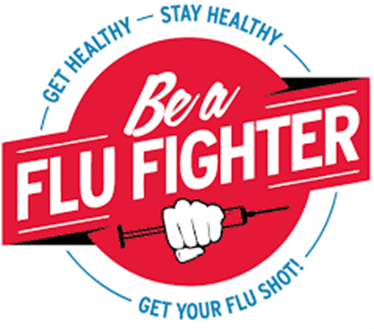 GET HEALTHY — STAY HEALTHY
Be a
FLU FIGHTER
GET YOUR FLU SHOT!